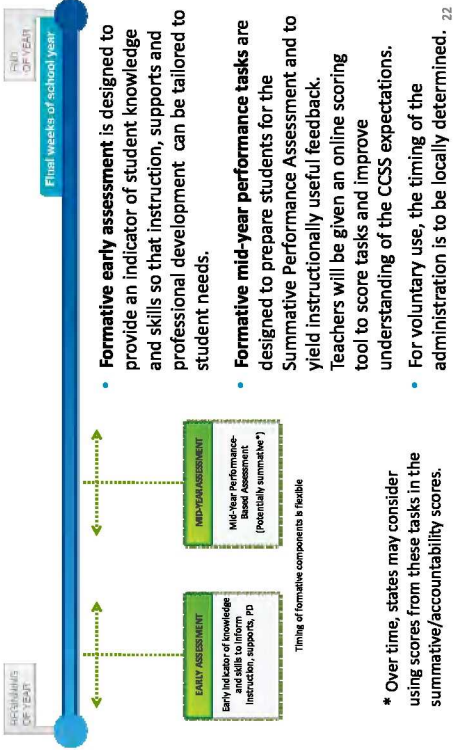 BEGINNING
OF YEAR
END
OF YEAR
Final weeks of school year
EARLY ASSESSMENT
Early indicator of knowledge
and skills to inform
instruction, supports, PD
MID-YEAR ASSESSMENT
Mid-Year Performance-
Based Assessment
(Potentially summative*)
Timing of formative components is flexible
* Over time, states may consider
using scores from these tasks in the
summative/accountability scores.
• Formative early assessment is designed to
provide an indicator of student knowledge
and skills so that instruction, supports and
professional development can be tailored to
student needs.
• Formative mid-year performance tasks are
designed to prepare students for the
Summative Performance Assessment and to
yield instructionally useful feedback.
Teachers will be given an online scoring
tool to score tasks and improve
understanding of the CCSS expectations.
• For voluntary use, the timing of the
administration is to be locally determined.
22